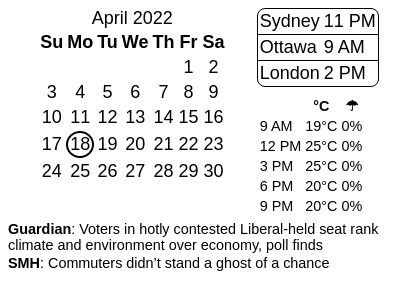 April 2022
Su Mo Tu We Th Fr Sa
1 2
3 4 5 6 7 8 9
10 11 12 13 14 15 16
17 18 19 20 21 22 23
24 25 26 27 28 29 30
Sydney 11 PM
Ottawa 9 AM
London 2 PM
°C ☂
9 AM 19°C 0%
12 PM 25°C 0%
3 PM 25°C 0%
6 PM 20°C 0%
9 PM 20°C 0%
Guardian: Voters in hotly contested Liberal-held seat rank
climate and environment over economy, poll finds
SMH: Commuters didn’t stand a ghost of a chance